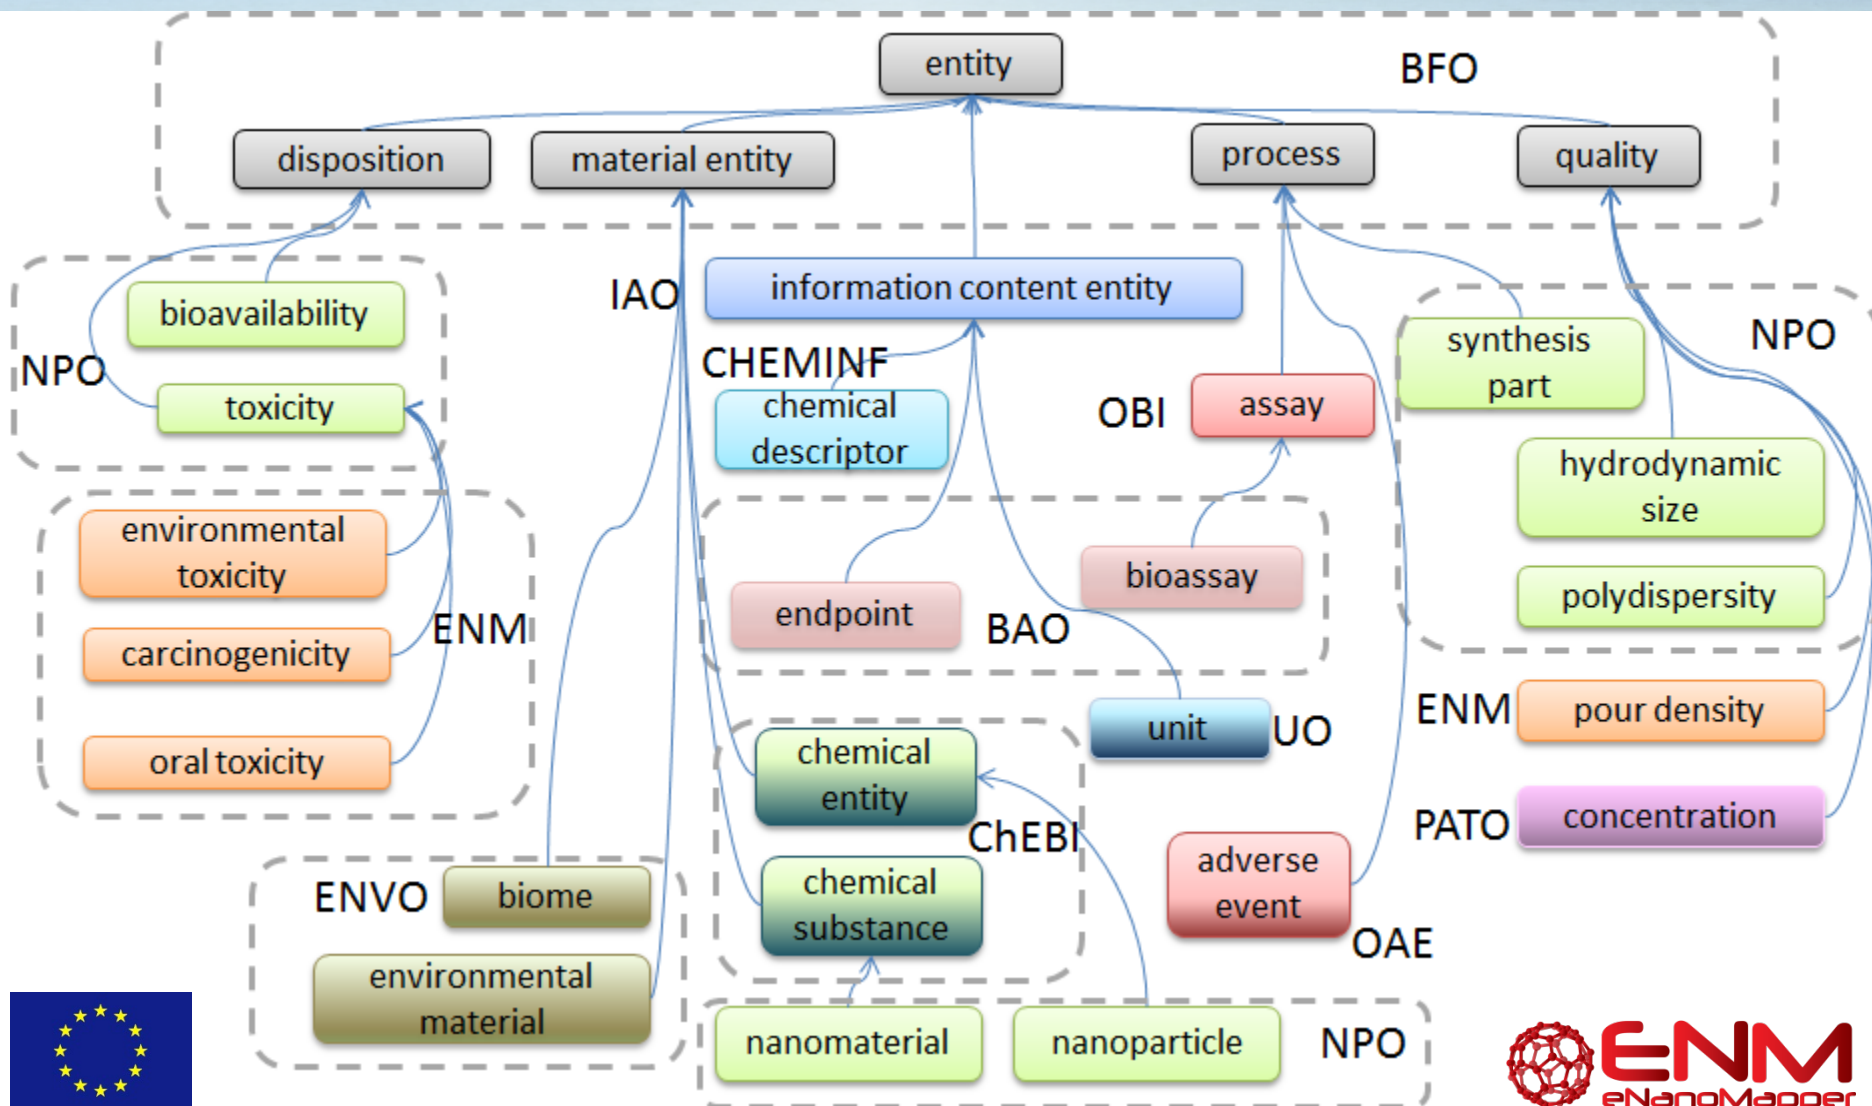 entity
BFO
disposition
material entity
process
quality
bioavailability
NPO
toxicity
IAO
information content entity
CHEMINF
chemical
descriptor
OBI
assay
synthesis
part
NPO
hydrodynamic
size
polydispersity
environmental
toxicity
carcinogenicity
ENM
oral toxicity
endpoint
BAO
bioassay
unit
UO
ENM
pour density
PATO
concentration
chemical
entity
ChEBI
chemical
substance
adverse
event
OAE
ENVO
biome
environmental
material
nanomaterial
nanoparticle
NPO
ENM
eNanoMapper